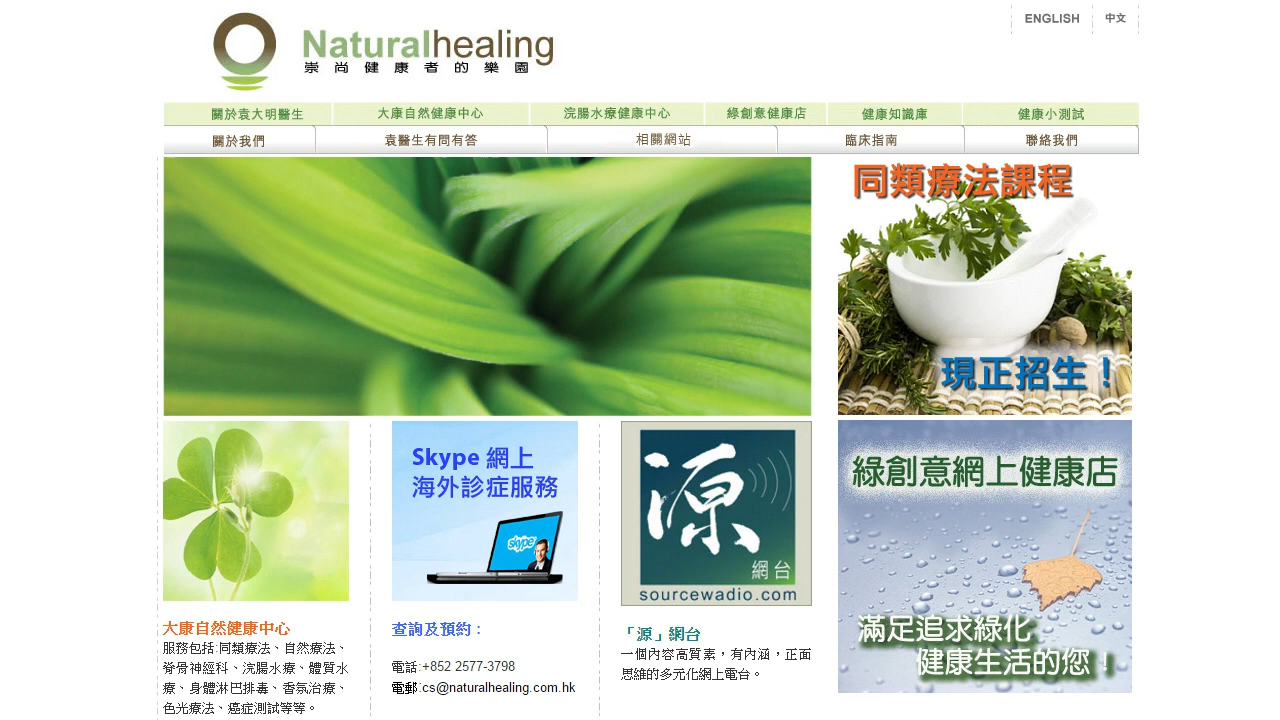 ENGLISH 中文
Naturalhealing
崇尚健康者的樂園
關於袁大明醫生 大康自然健康中心 浣腸水療健康中心 綠創意健康店 健康知識庫 健康小測試
關於我們 袁醫生有問有答 相關網站 臨床指南 聯絡我們
同類療法課程
現正招生！
Skype 網上
海外診症服務
skype
源
網台
sourcewadio.com
綠創意網上健康店
滿足追求綠化
健康生活的您！
大康自然健康中心
服務包括:同類療法、自然療法、
脊骨神經科、浣腸水療、體質水
療、身體淋巴排毒、香氛治療、
色光療法、癌症測試等等。
查詢及預約：
電話:+852 2577-3798
電郵:cs@naturalhealing.com.hk
「源」網台
一個內容高質素，有內涵，正面
思維的多元化網上電台。